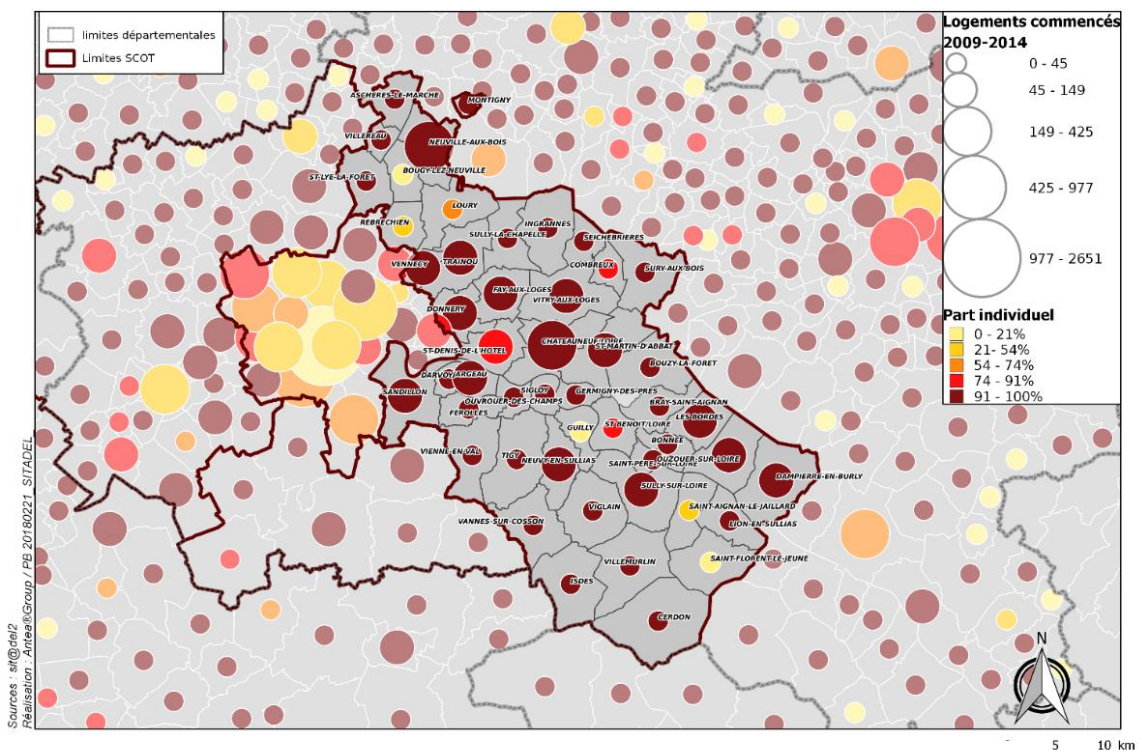 limites départementales
Limites SCOT
Logements commencés
2009-2014
0 - 45
45 - 149
149 - 425
425 - 977
977 - 2651
Part individuel
0 - 21%
21- 54%
54 - 74%
74 - 91%
91 - 100%
ASCHERES-LE-MARCHE
MONTIGNY
VILLEREAU
NEUVILLE-AUX-BOIS
BOUGY-LEZ-NEUVILLE
ST-LYE-LA-FORET
LOURY
REBRECHIEN
INGRANNES
SULLY-LA-CHAPELLE
SEICHEBRIERES
TRAINOU
VENNECY
COMBREUX
SURY-AUX-BOIS
FAY-AUX-LOGES
VITRY-AUX-LOGES
DONNERY
ST-MARTIN-D'ABBAT
ST-DENIS-DE-L'HOTEL
BOUZY-LA-FORET
DARVOY
JARGEAU
SIGLOY
GERMIGNY-DES-PRES
SANDILLON
OUVROUER-DES-CHAMPS
BRAY-SAINT-AIGNAN
FEROLLES
LES BORDES
GUILLY
ST BENOIT/LOIRE
BONNEE
VIENNE-EN-VAL
TIGY
NEUVY-EN-SULLIAS
OUZOUER-SUR-LOIRE
SAINT-PERE-SUR-LOIRE
DAMPIERRE-EN-BURLY
SULLY-SUR-LOIRE
VIGLAIN
SAINT-AIGNAN-LE-JAILLARD
LION-EN-SULLIAS
VANNES-SUR-COSSON
VILLEMURLIN
SAINT-FLORENT-LE-JEUNE
ISDES
CERDON
Sources : sit@del2
Réalisation : Antea®Group / PB 20180221_SITADEL
N
5 10 km